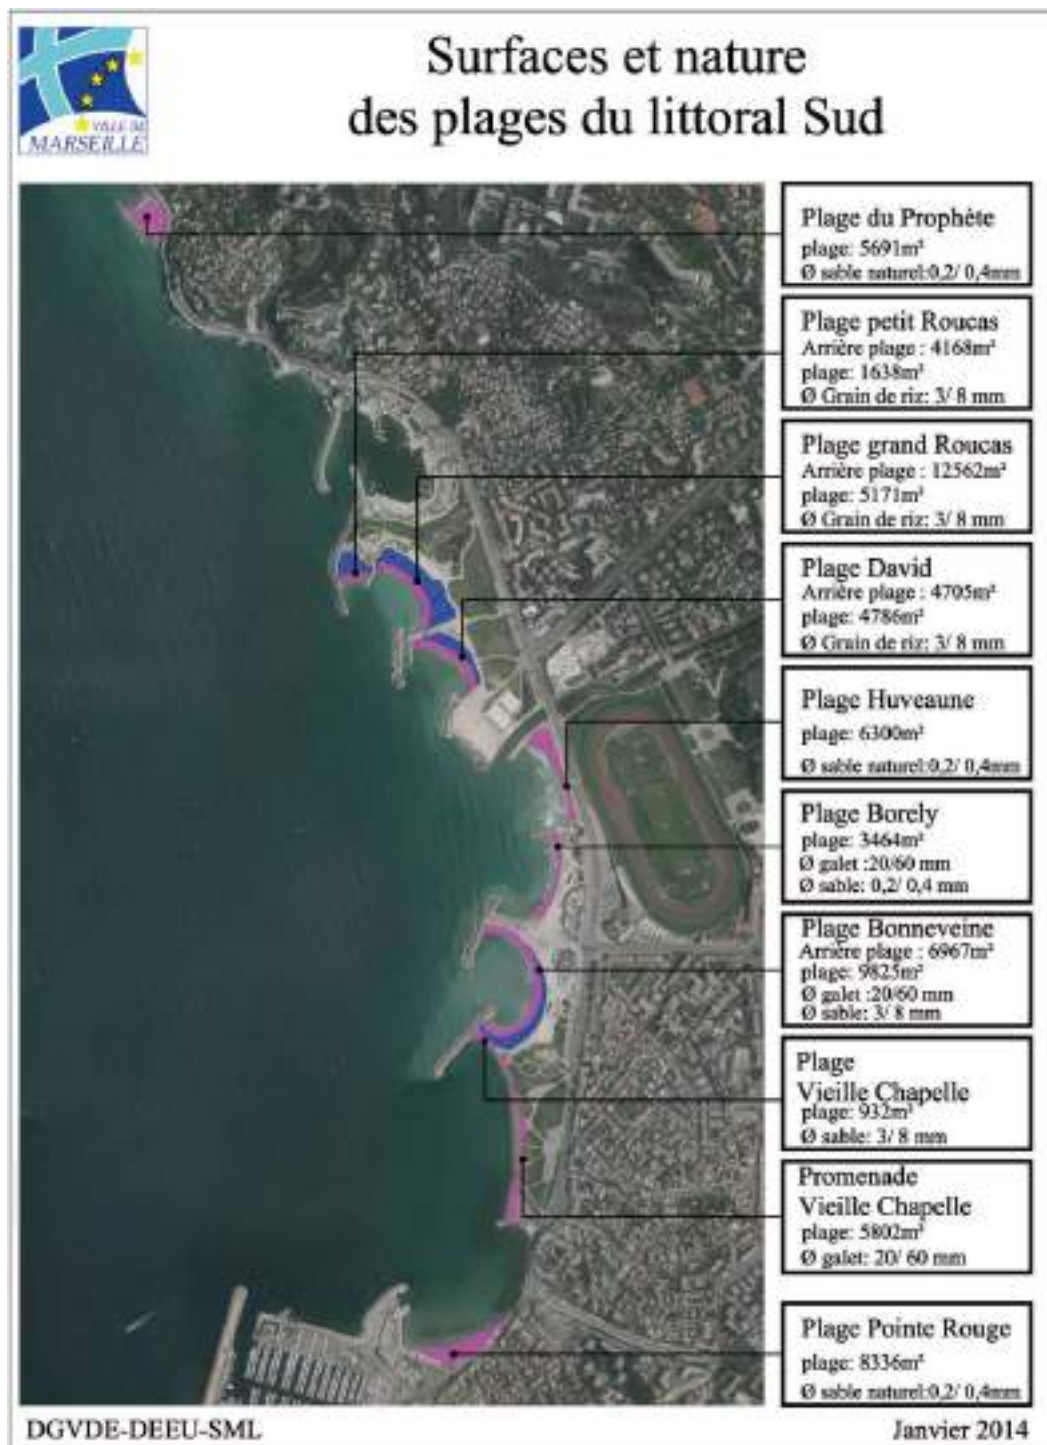 VILLE DE
MARSEILLE
Surfaces et nature
des plages du littoral Sud
Plage du Prophète
plage: 5691m²
Ø sable naturel:0,2/ 0,4mm
Plage petit Roucas
Arrière plage : 4168m²
plage: 1638m²
Ø Grain de riz: 3/ 8 mm
Plage grand Roucas
Arrière plage : 12562m²
plage: 5171m²
Ø Grain de riz: 3/ 8 mm
Plage David
Arrière plage : 4705m²
plage: 4786m²
Ø Grain de riz: 3/ 8 mm
Plage Huveaune
plage: 6300m²
Ø sable naturel:0,2/ 0,4mm
Plage Borely
plage: 3464m²
Ø galet :20/60 mm
Ø sable: 0,2/ 0,4 mm
Plage Bonneveine
Arrière plage : 6967m²
plage: 9825m²
Ø galet :20/60 mm
Ø sable: 3/ 8 mm
Plage
Vieille Chapelle
plage: 932m²
Ø sable: 3/ 8 mm
Promenade
Vieille Chapelle
plage: 5802m²
Ø galet: 20/ 60 mm
Plage Pointe Rouge
plage: 8336m²
Ø sable naturel:0,2/ 0,4mm
DGVDE-DEEU-SML
Janvier 2014